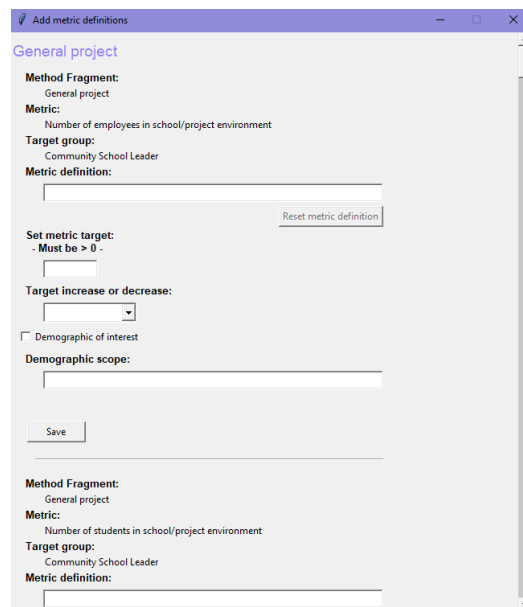 Add metric definitions
General project
Method Fragment:
General project
Metric:
Number of employees in school/project environment
Target group:
Community School Leader
Metric definition:
Reset metric definition
Set metric target:
- Must be > 0 -
Target increase or decrease:
Demographic of interest
Demographic scope:
Save
Method Fragment:
General project
Metric:
Number of students in school/project environment
Target group:
Community School Leader
Metric definition: